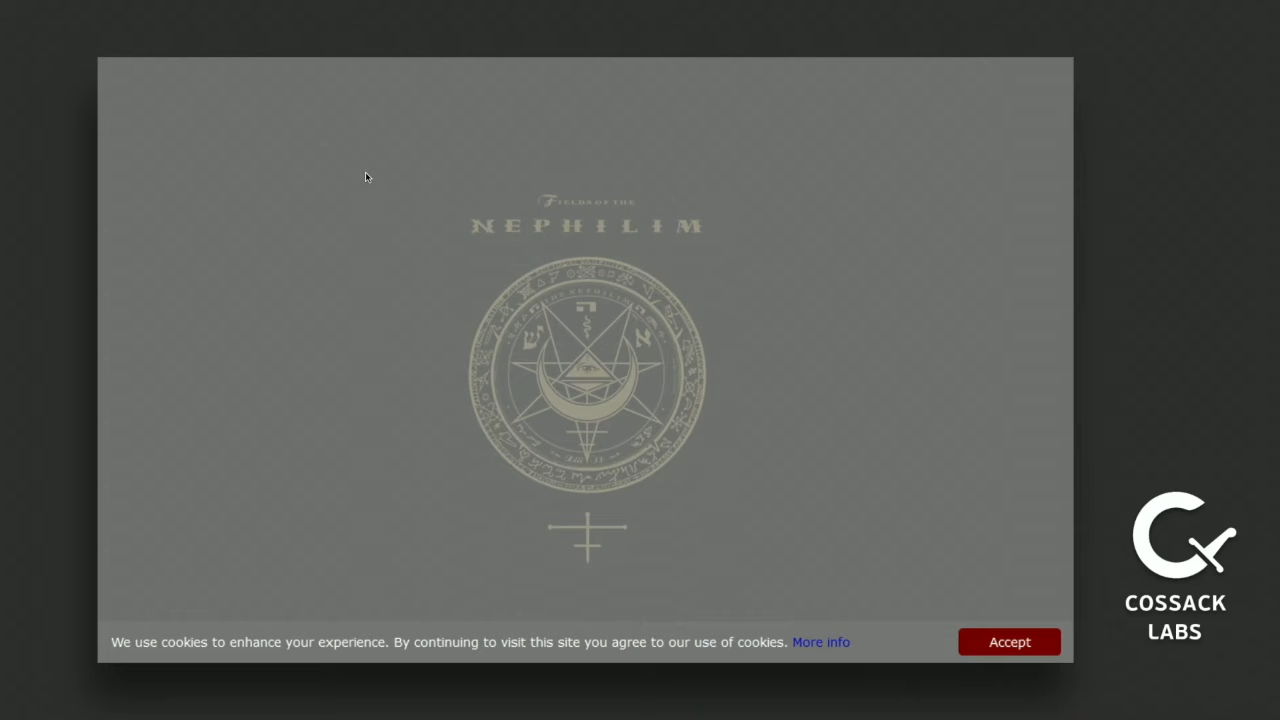 FIELDS OF THE
NEPHILIM
ה
יש
א
We use cookies to enhance your experience. By continuing to visit this site you agree to our use of cookies. More info
Accept
COSSACK
LABS